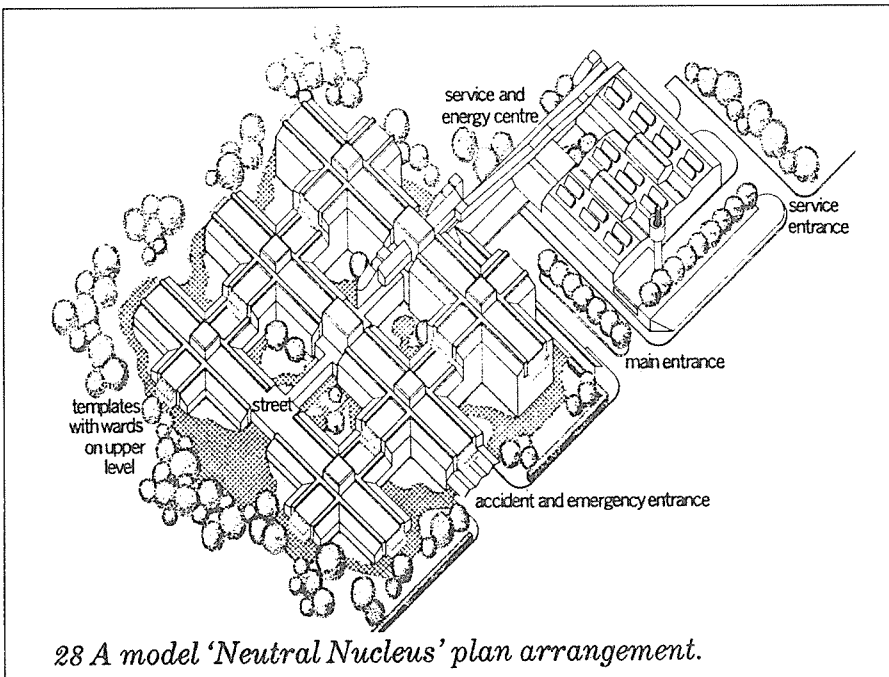 service and
energy centre
service
entrance
main entrance
templates
with wards
on upper
level
street
accident and emergency entrance
28 A model ‘Neutral Nucleus’ plan arrangement.